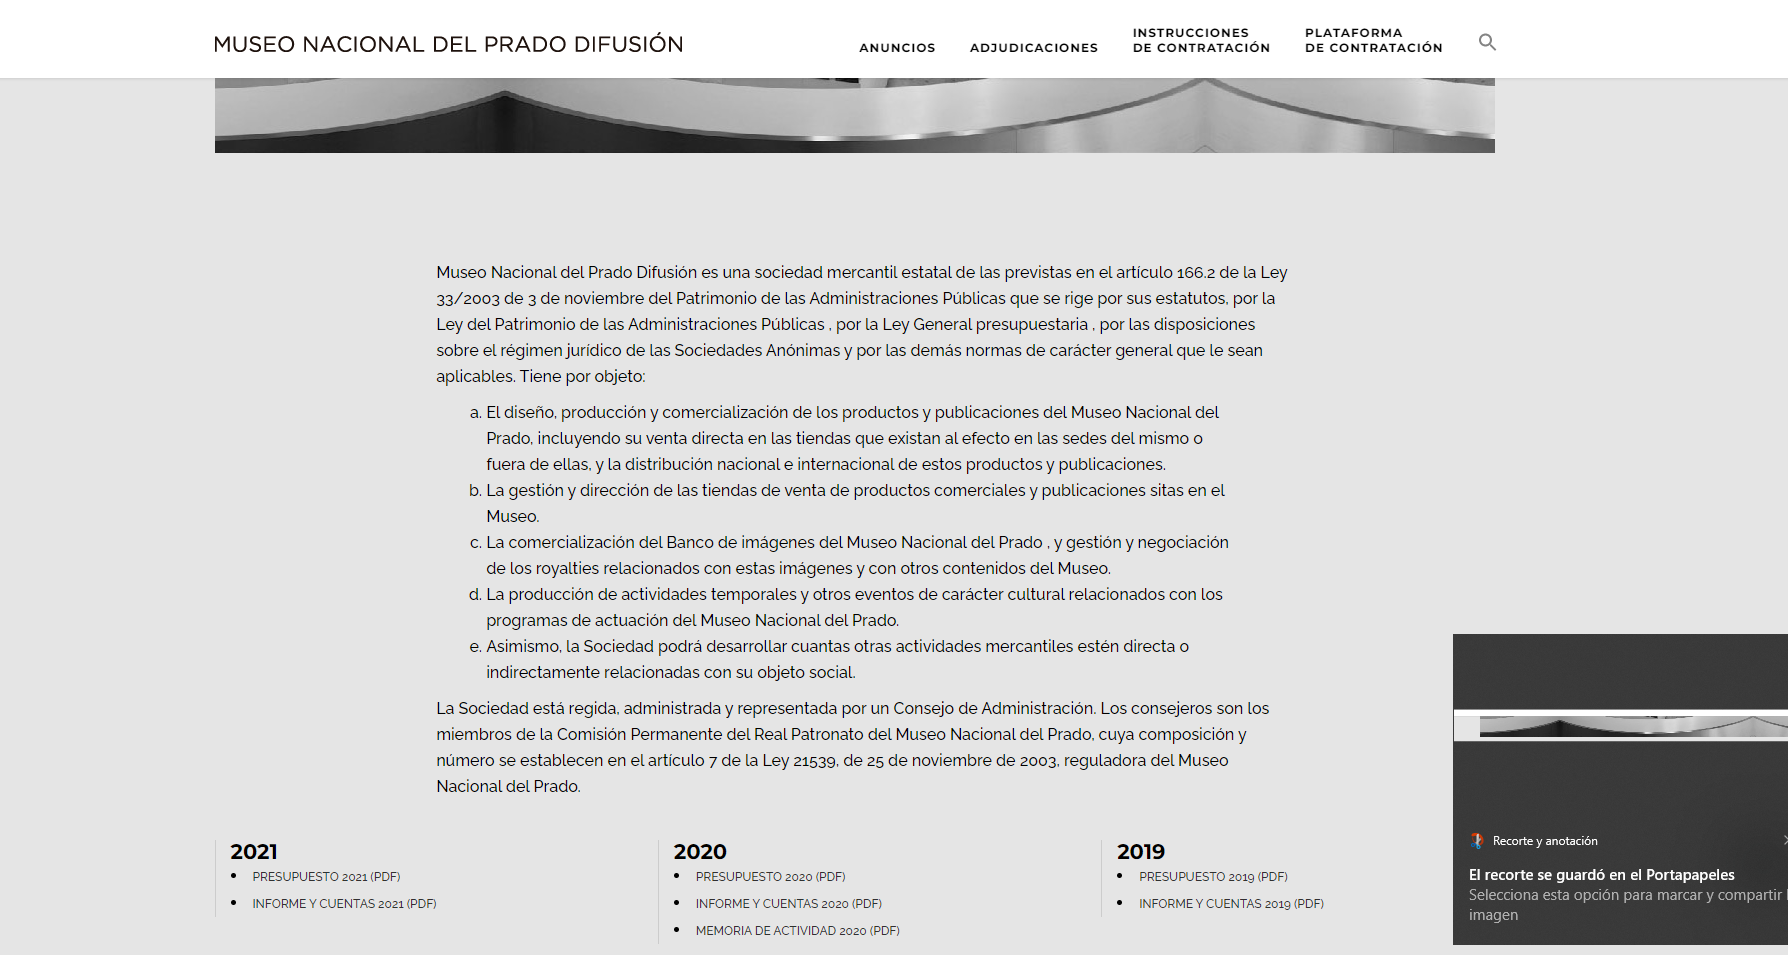 MUSEO NACIONAL DEL PRADO DIFUSIÓN
ANUNCIOS
ADJUDICACIONES
INSTRUCCIONES
DE CONTRATACIÓN
PLATAFORMA
DE CONTRATACIÓN
Museo Nacional del Prado Difusión es una sociedad mercantil estatal de las previstas en el artículo 166.2 de la Ley
33/2003 de 3 de noviembre del Patrimonio de las Administraciones Públicas que se rige por sus estatutos, por la
Ley del Patrimonio de las Administraciones Públicas , por la Ley General presupuestaria , por las disposiciones
sobre el régimen jurídico de las Sociedades Anónimas y por las demás normas de carácter general que le sean
aplicables. Tiene por objeto:
a. El diseño, producción y comercialización de los productos y publicaciones del Museo Nacional del
Prado, incluyendo su venta directa en las tiendas que existan al efecto en las sedes del mismo o
fuera de ellas, y la distribución nacional e internacional de estos productos y publicaciones.
b. La gestión y dirección de las tiendas de venta de productos comerciales y publicaciones sitas en el
Museo.
c. La comercialización del Banco de imágenes del Museo Nacional del Prado , y gestión y negociación
de los royalties relacionados con estas imágenes y con otros contenidos del Museo.
d. La producción de actividades temporales y otros eventos de carácter cultural relacionados con los
programas de actuación del Museo Nacional del Prado.
e. Asimismo, la Sociedad podrá desarrollar cuantas otras actividades mercantiles estén directa o
indirectamente relacionadas con su objeto social.
La Sociedad está regida, administrada y representada por un Consejo de Administración. Los consejeros son los
miembros de la Comisión Permanente del Real Patronato del Museo Nacional del Prado, cuya composición y
número se establecen en el artículo 7 de la Ley 21539, de 25 de noviembre de 2003, reguladora del Museo
Nacional del Prado.
2021
PRESUPUESTO 2021 (PDF)
INFORME Y CUENTAS 2021 (PDF)
2020
PRESUPUESTO 2020 (PDF)
INFORME Y CUENTAS 2020 (PDF)
MEMORIA DE ACTIVIDAD 2020 (PDF)
2019
PRESUPUESTO 2019 (PDF)
INFORME Y CUENTAS 2019 (PDF)
Recorte y anotación
El recorte se guardó en el Portapapeles
Selecciona esta opción para marcar y compartir
imagen